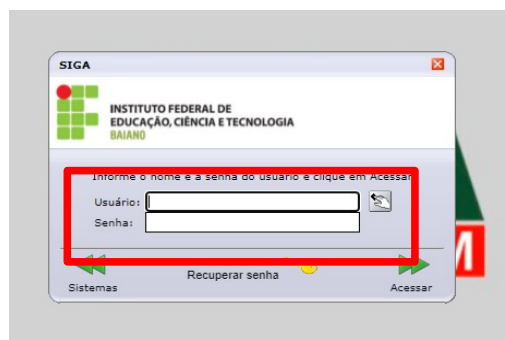 SIGA
INSTITUTO FEDERAL DE
EDUCAÇÃO, CIÊNCIA E TECNOLOGIA
BAIANO
Informe o nome e a senha do usuário e clique em Acessar
Usuário:
Senha:
Recuperar senha
Sistemas
Acessar
M